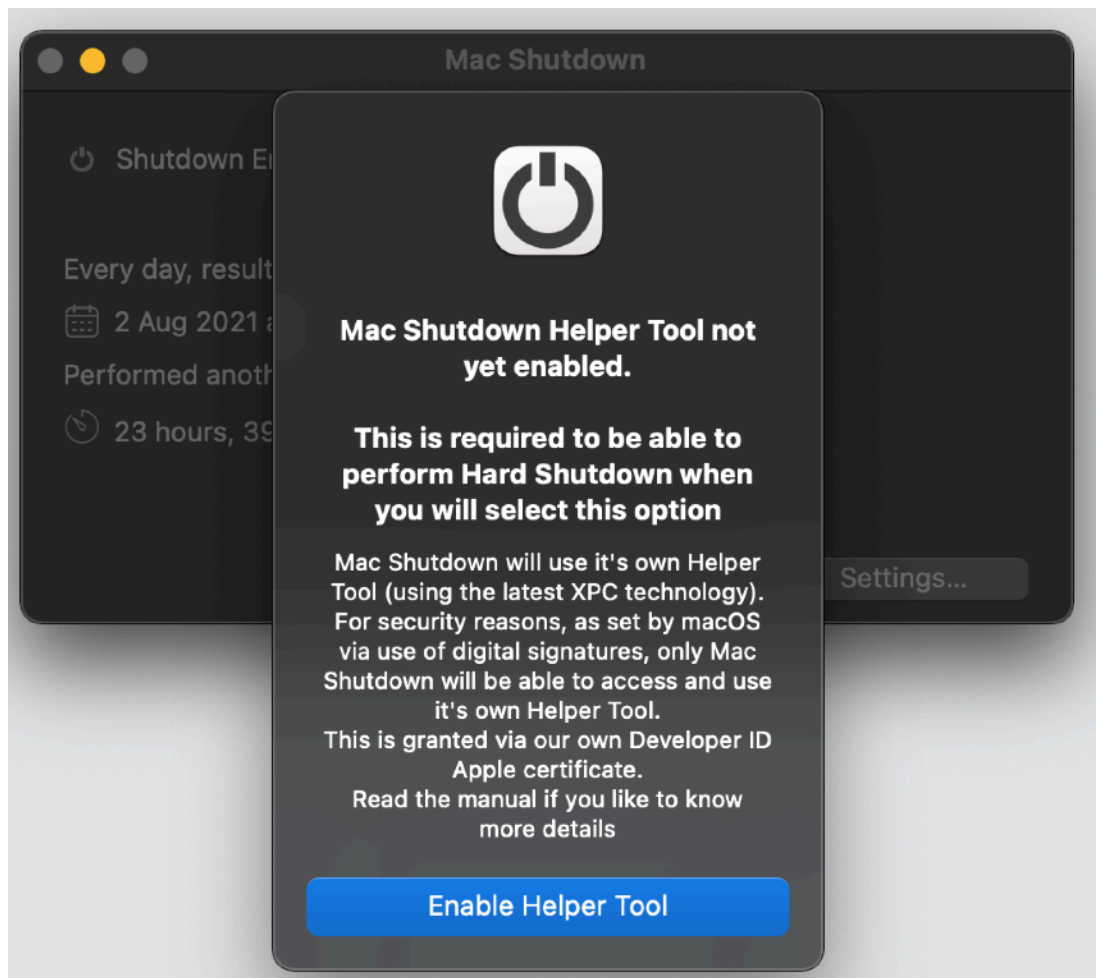 Mac Shutdown
Shutdown
Every day, result
2 Aug 2021
Performed
23 hours, 39
Settings...
Mac Shutdown Helper Tool not
yet enabled.
This is required to be able to
perform Hard Shutdown when
you will select this option
Mac Shutdown will use it's own Helper
Tool (using the latest XPC technology).
For security reasons, as set by macOS
via use of digital signatures, only Mac
Shutdown will be able to access and use
it's own Helper Tool.
This is granted via our own Developer ID
Apple certificate.
Read the manual if you like to know
more details
Enable Helper Tool